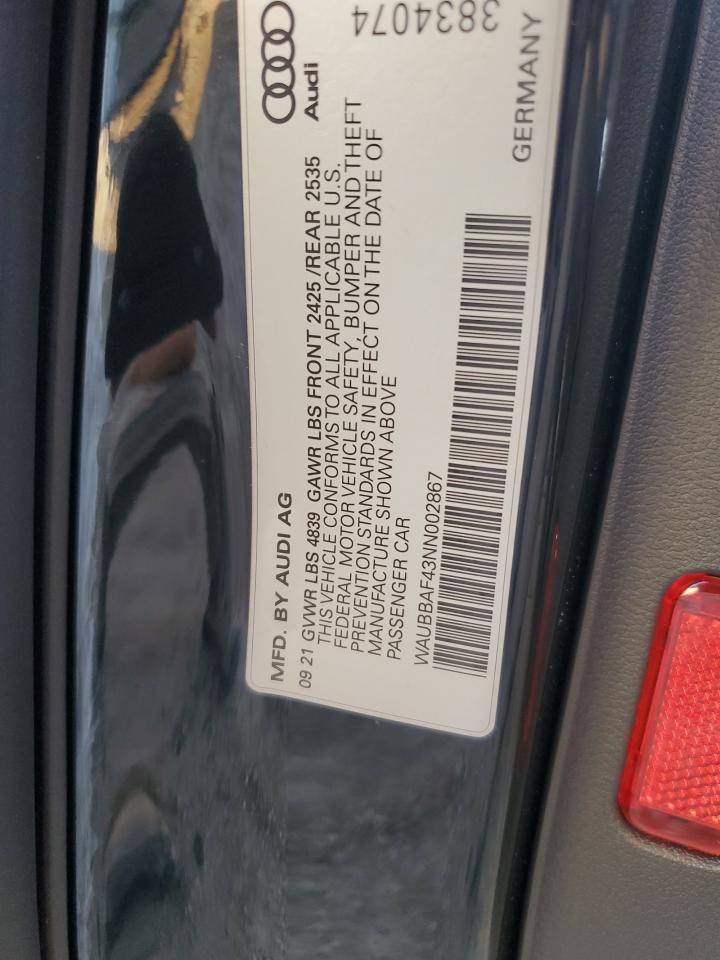 MFD. BY AUDI AG
09 21 GVWR LBS 4839 GAWR LBS FRONT 2425 /REAR 2535
THIS VEHICLE CONFORMS TO ALL APPLICABLE U.S.
FEDERAL MOTOR VEHICLE SAFETY, BUMPER AND THEFT
PREVENTION STANDARDS IN EFFECT ON THE DATE OF
MANUFACTURE SHOWN ABOVE
PASSENGER CAR
WAUBBAF43NN002867
Audi
3834074
GERMANY